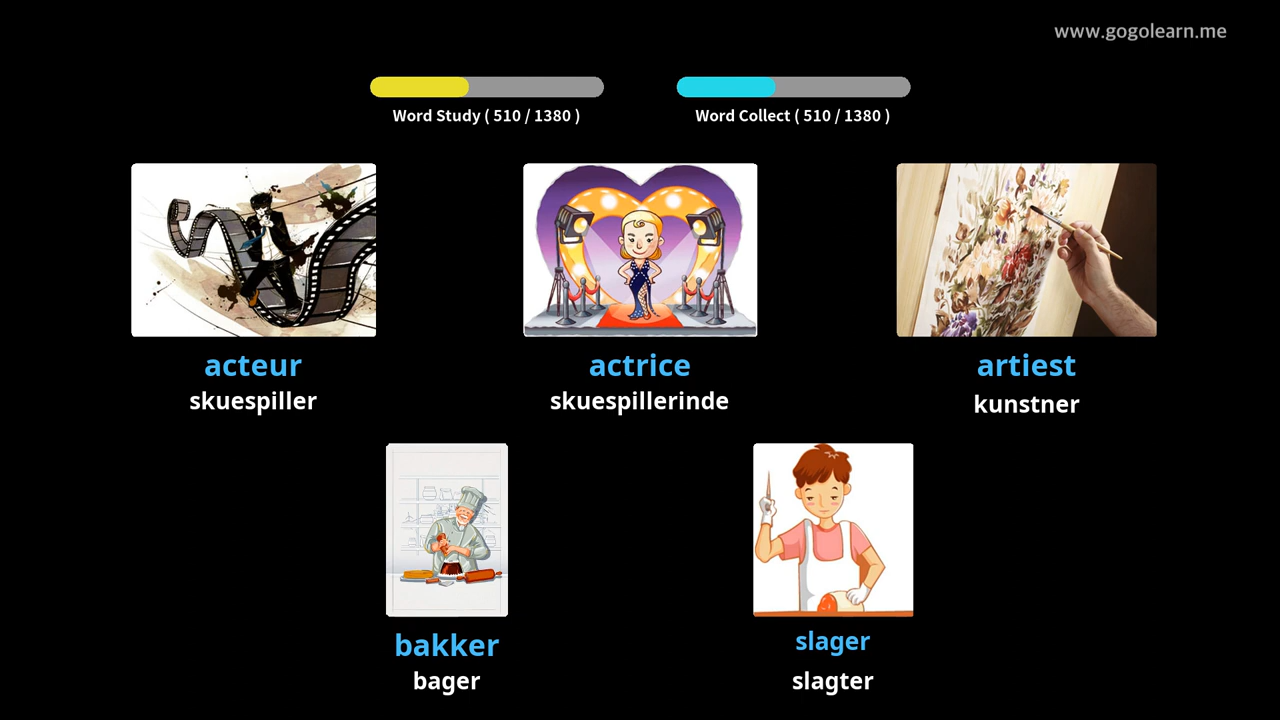 www.gogolearn.me
Word Study ( 510 / 1380 )
Word Collect ( 510 / 1380 )
acteur
skuespiller
actrice
skuespillerinde
artiest
kunstner
bakker
bager
slager
slagter